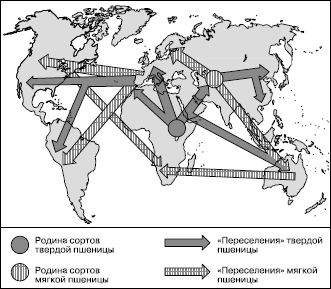 Родина сортов
твердой пшеницы
«Переселения» твердой
пшеницы
Родина сортов
мягкой пшеницы
«Переселения» мягкой
пшеницы